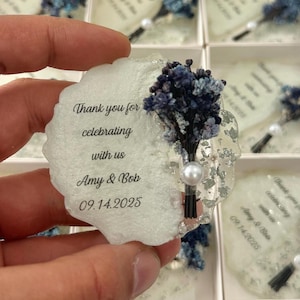 Thank you for
celebrating
with us
Amy & Bob
09.14.2025